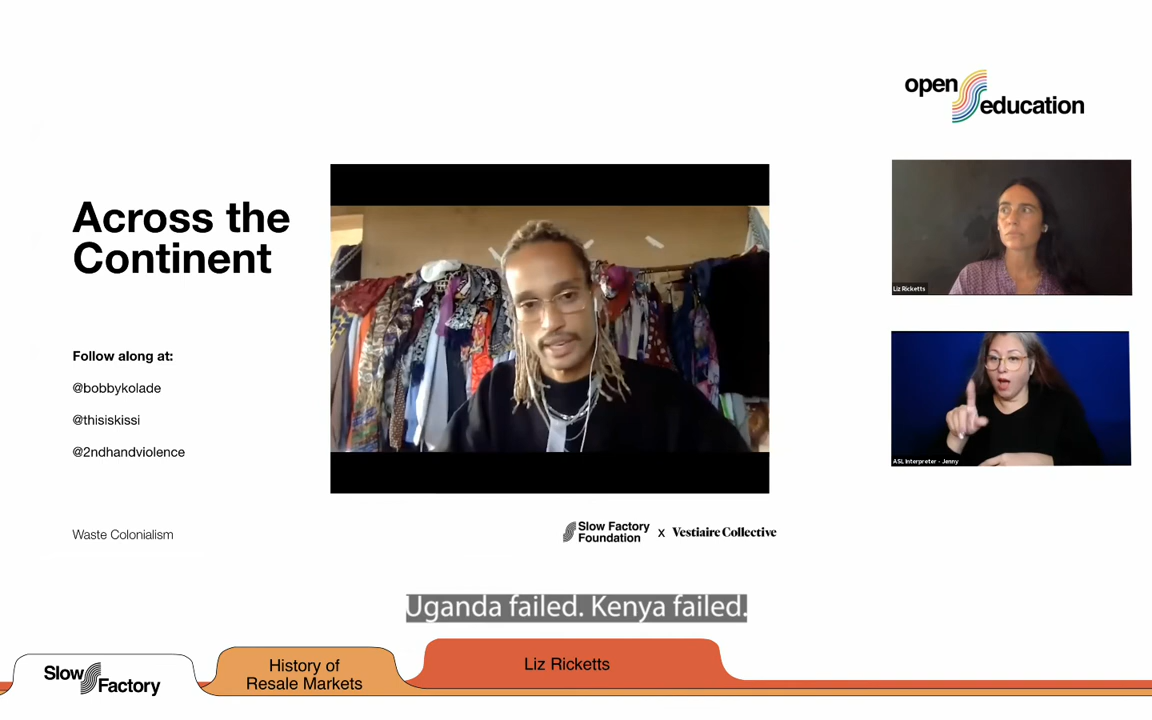 open
education
Across the
Continent
Liz Ricketts
Follow along at:
@bobbykolade
@thisiskissi
@2ndhandviolence
ASL Interpreter - Jenny
Waste Colonialism
Slow Factory
Foundation
x
Vestiaire Collective
Uganda failed. Kenya failed.
Slow
Factory
History of
Resale Markets
Liz Ricketts